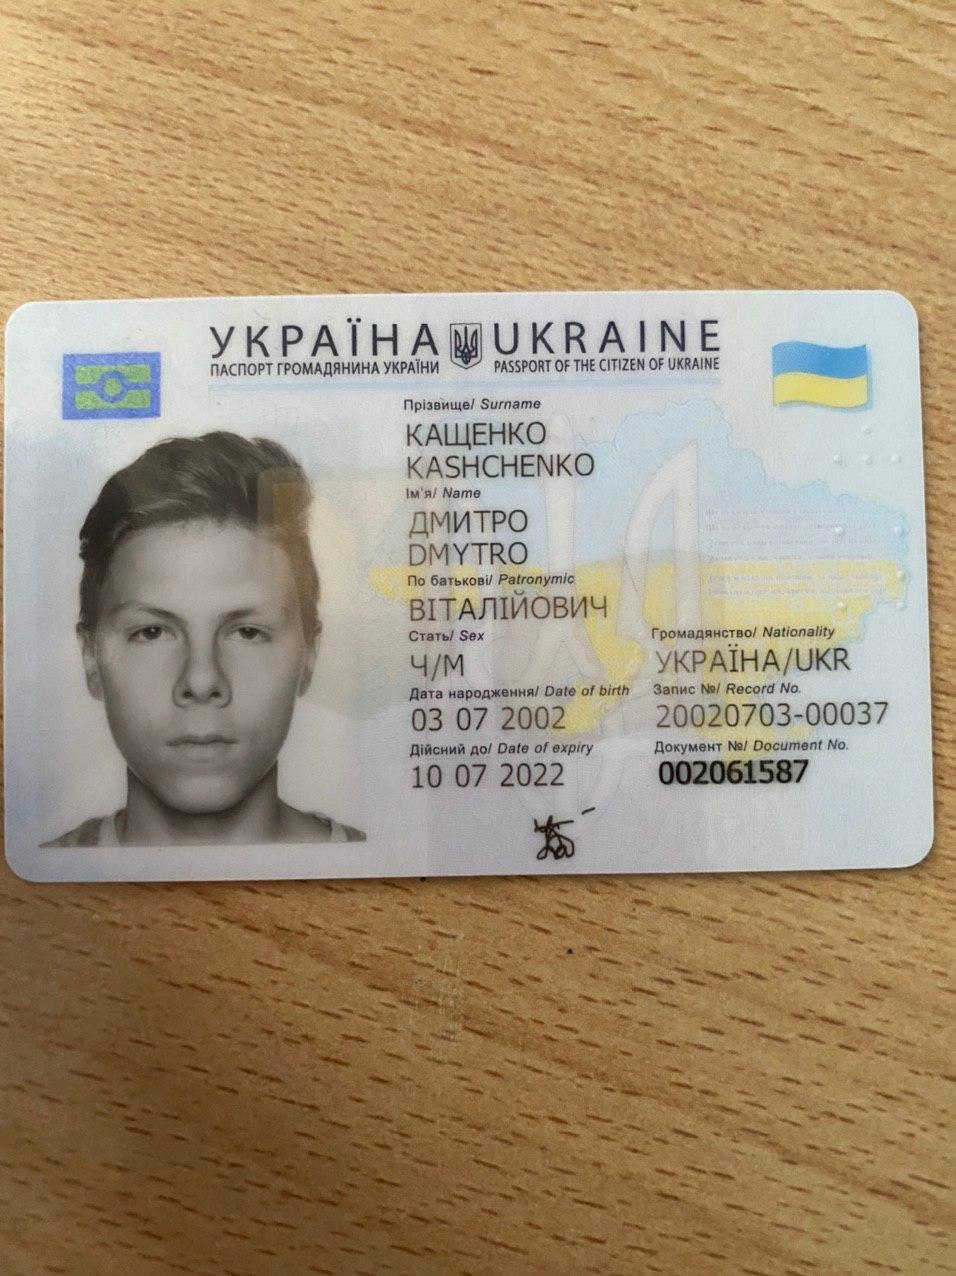 УКРАЇНА UKRAINE
ПАСПОРТ ГРОМАДЯНИНА УКРАЇНИ PASSPORT OF THE CITIZEN OF UKRAINE
Прізвище/ Surname
КАЩЕНКО
KASHCHENKO
Ім'я/ Name
ДМИТРО
DMYTRO
По батькові/ Patronymic
ВІТАЛІЙОВИЧ
Стать/ Sex Громадянство/ Nationality
Ч/M УКРАЇНА/UKR
Дата народження/ Date of birth Запис №/ Record No.
03 07 2002 20020703-00037
Дійсний до/ Date of expiry Документ №/ Document No.
10 07 2022 002061587